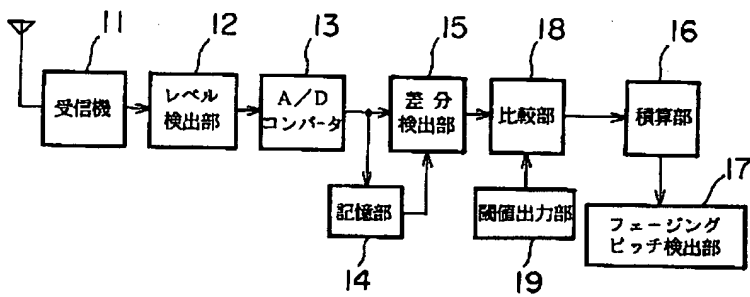 11
12
13
15
18
16
受信機
レベル
検出部
A/D
コンバータ
差分
検出部
比較部
積算部
記憶部
14
閾値出力部
19
17
フェージング
ピッチ検出部